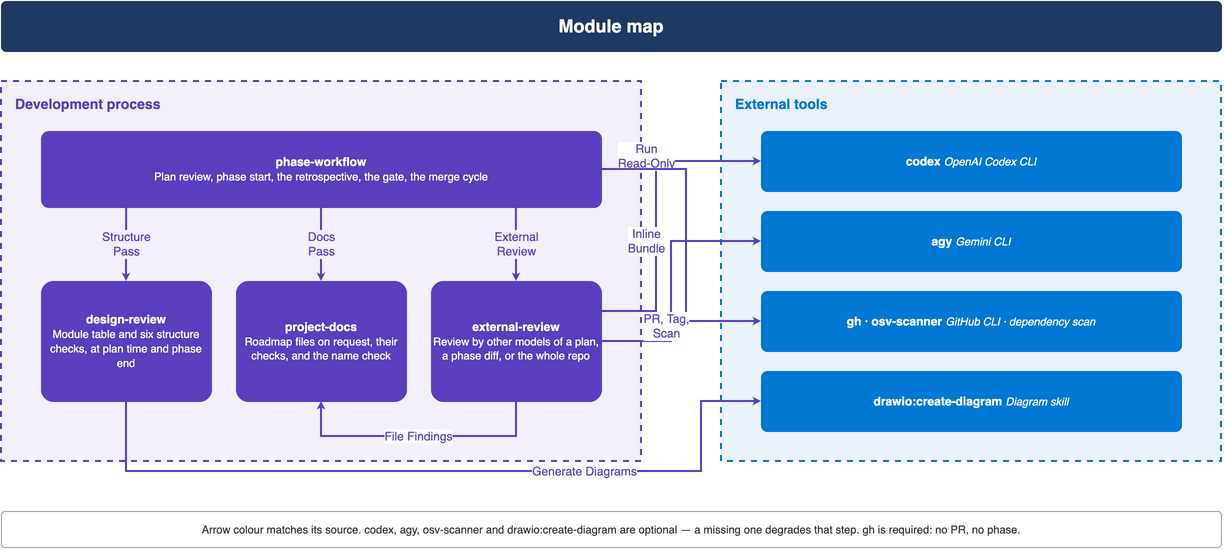 Module map
Development process
External tools
phase-workflow
Plan review, phase start, the retrospective, the gate, the merge cycle
Run
Read-Only
codex OpenAI Codex CLI
Structure
Pass
Docs
Pass
External
Review
Inline
Bundle
agy Gemini CLI
design-review
Module table and six structure
checks, at plan time and phase
end
project-docs
Roadmap files on request, their
checks, and the name check
external-review
Review by other models of a plan,
a phase diff, or the whole repo
PR, Tag,
Scan
gh · osv-scanner GitHub CLI · dependency scan
drawio:create-diagram Diagram skill
File Findings
Generate Diagrams
Arrow colour matches its source. codex, agy, osv-scanner and drawio:create-diagram are optional — a missing one degrades that step. gh is required: no PR, no phase.